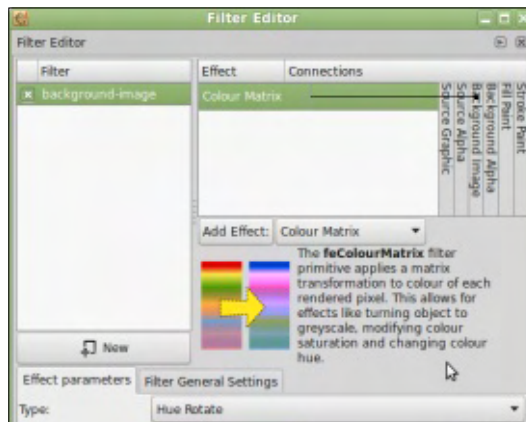 Filter Editor
Filter Editor
Filter
Effect
Connections
background-image
Colour Matrix
Source Graphic
Source Alpha
Background Image
Background Alpha
Fill Paint
Stroke Paint
Add Effect:
Colour Matrix
The feColourMatrix filter
primitive applies a matrix
transformation to colour of each
rendered pixel. This allows for
effects like turning object to
greyscale, modifying colour
saturation and changing colour
hue.
New
Effect parameters
Filter General Settings
Type:
Hue Rotate